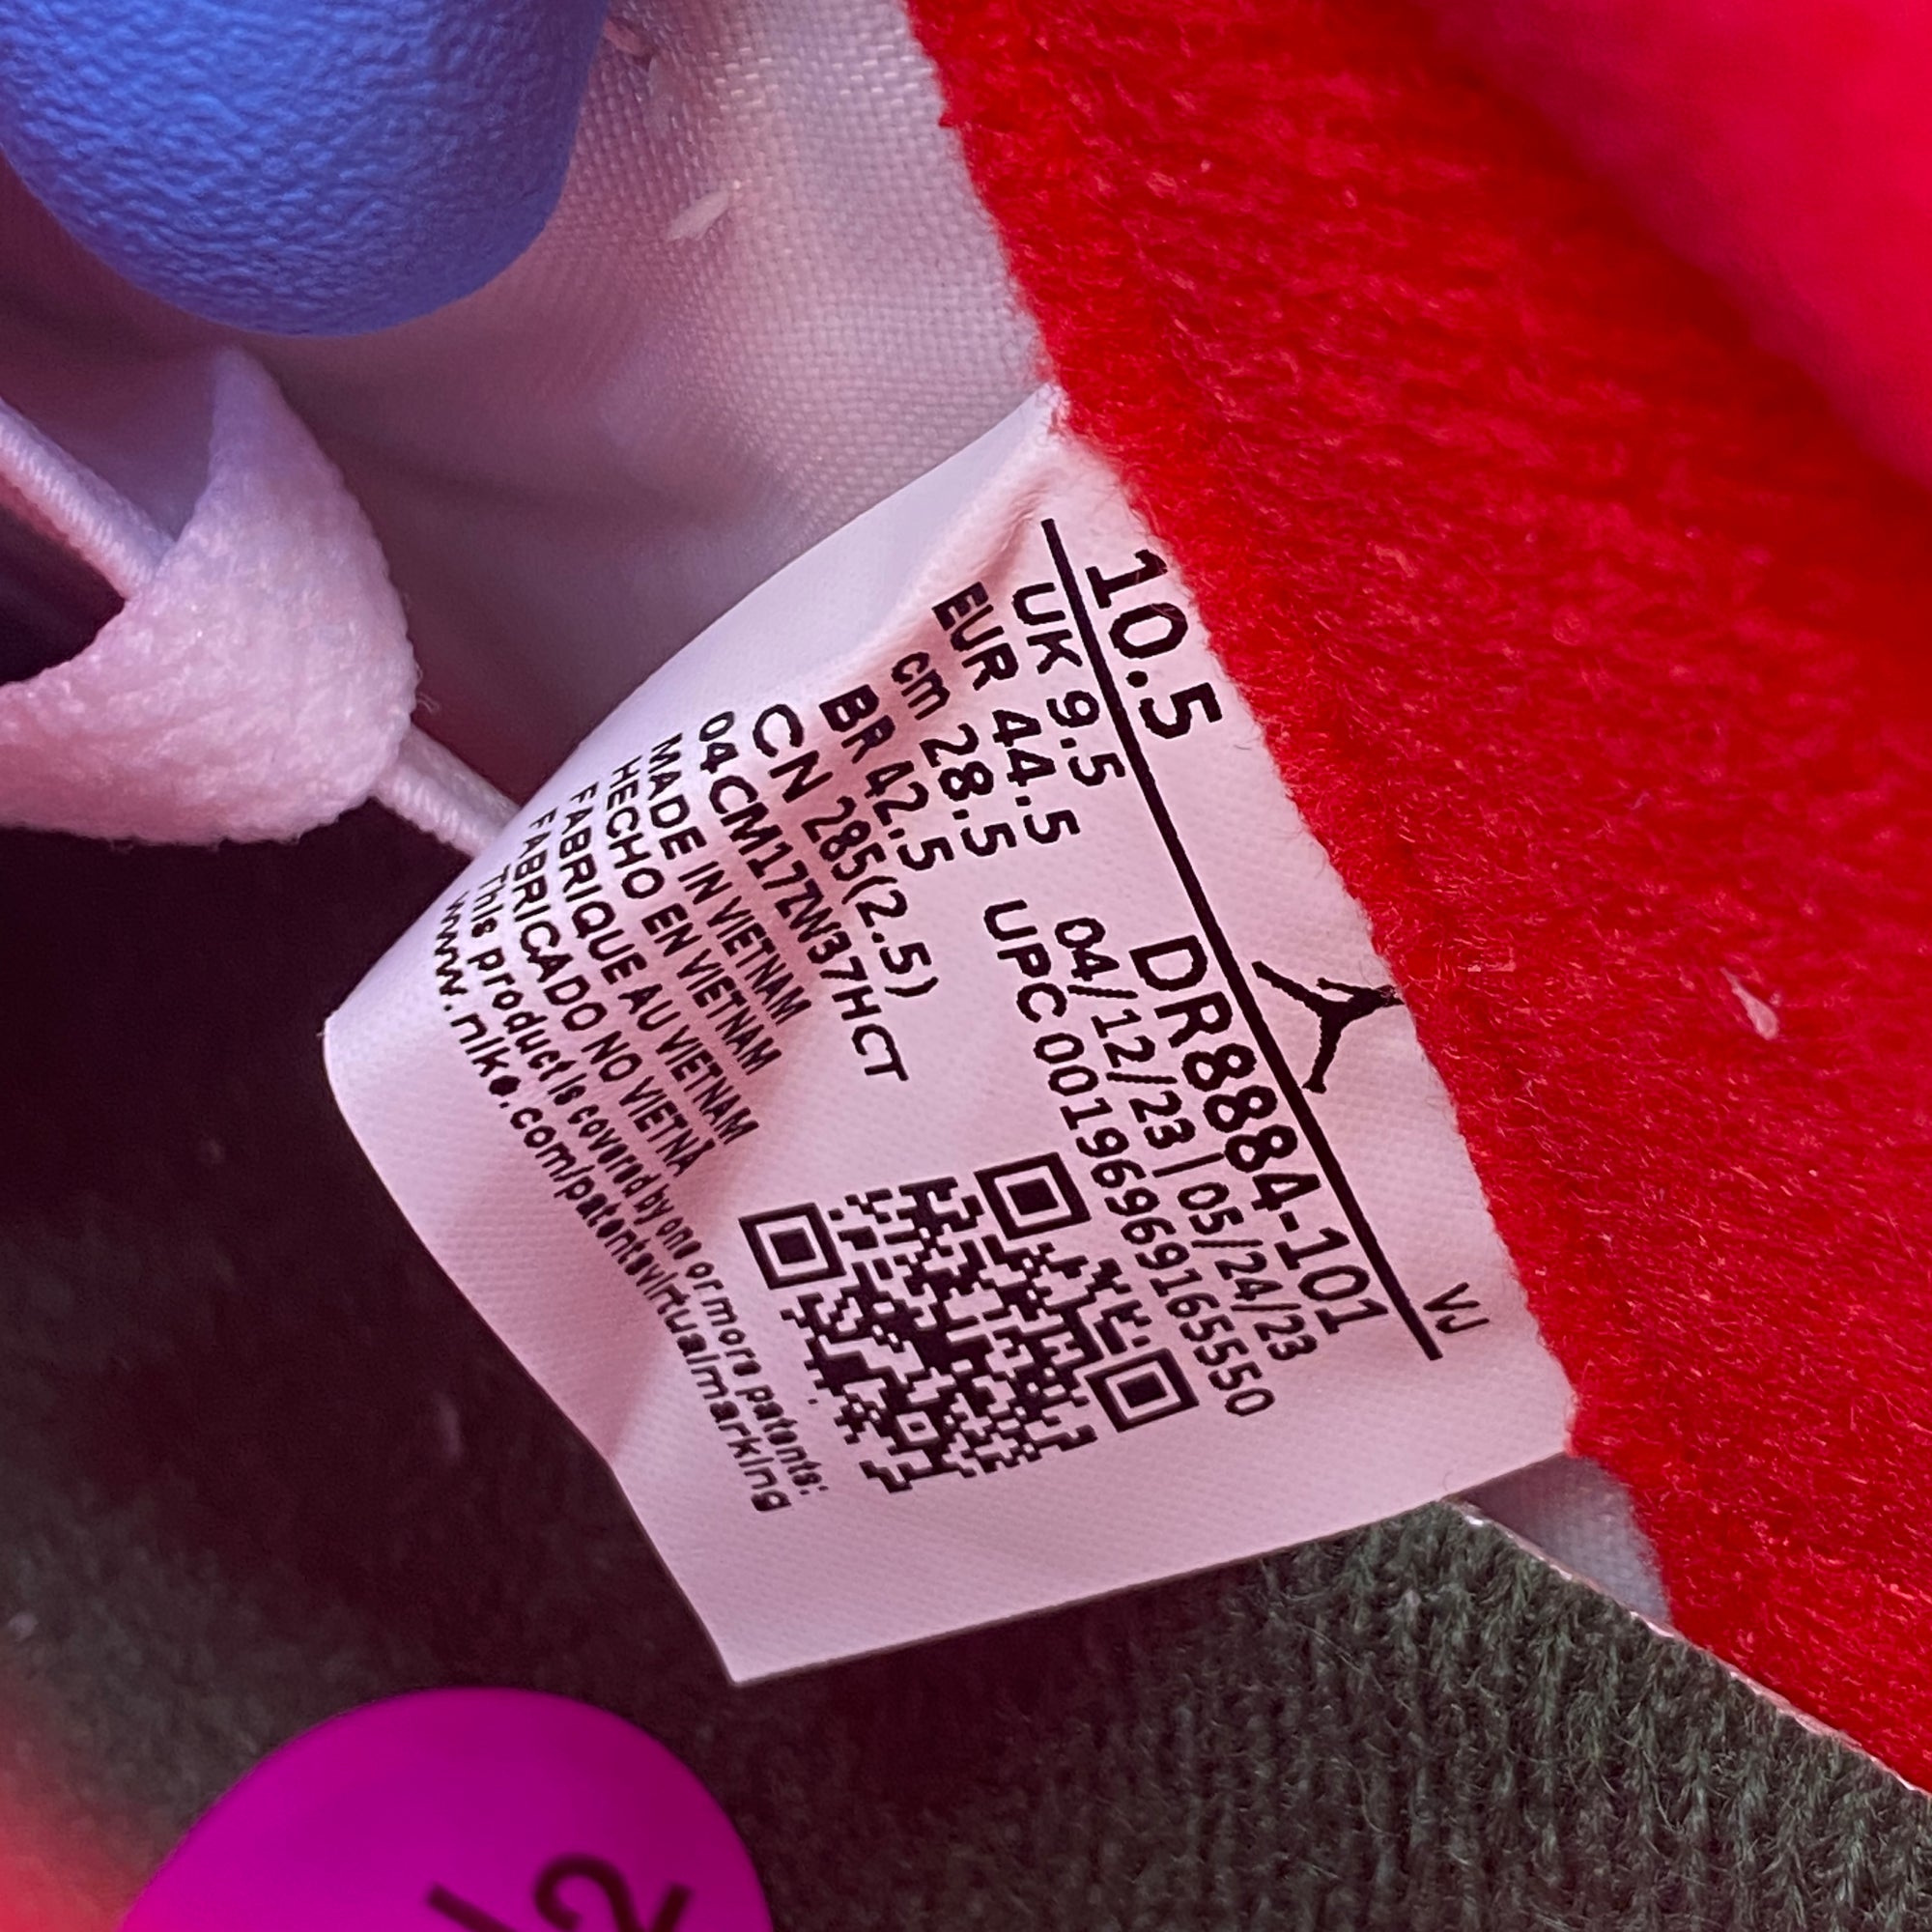 10.5
VJ
UK 9.5
EUR 44.5
cm 28.5
BR 42.5
CN 285(2.5)
04CM17ZW37HCT
MADE IN VIETNAM
HECHO EN VIETNAM
FABRIQUE AU VIETNAM
FABRICADO NO VIETNÃ
This product is covered by one or more patents:
www.nike.com/patentsvirtualmarking
DR8884-101
04/12/23 | 05/24/23
UPC 00196969165550
/2